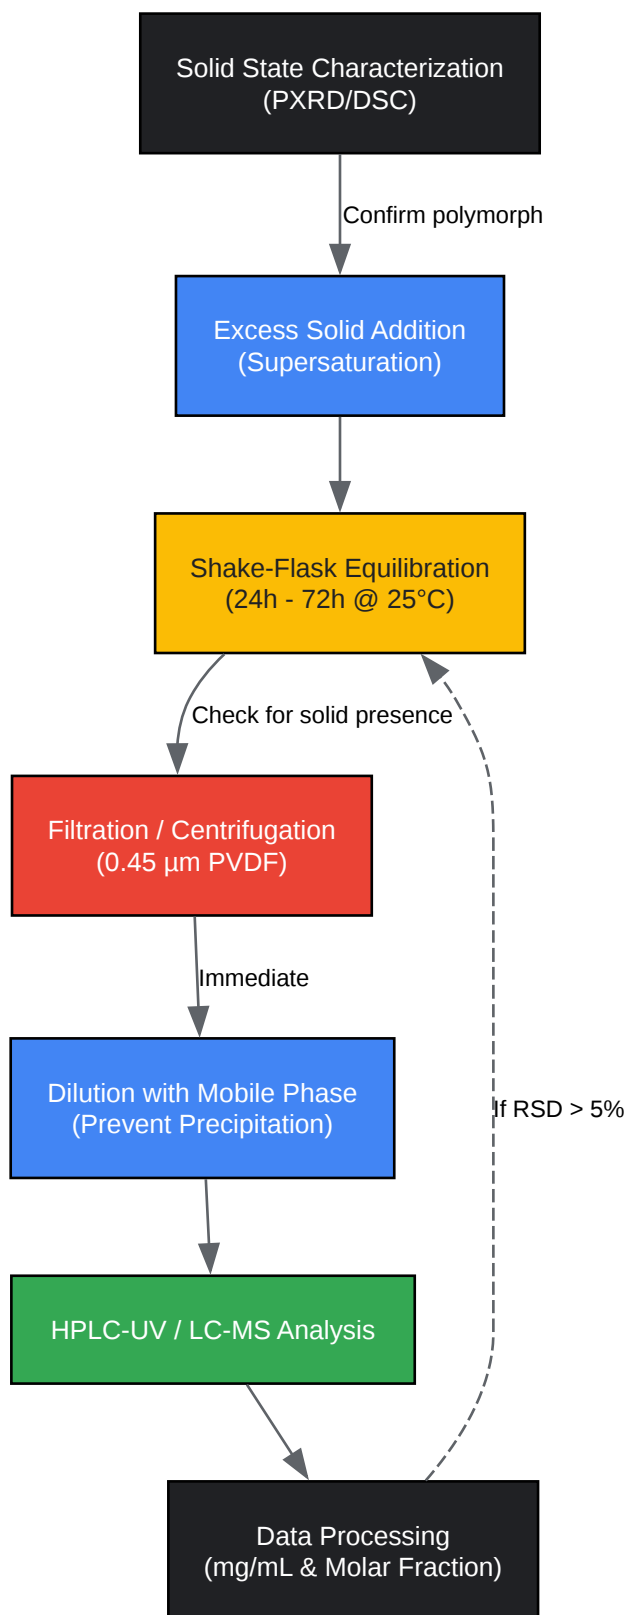 Solid State Characterization
(PXRD/DSC)
Confirm polymorph
Excess Solid Addition
(Supersaturation)
Shake-Flask Equilibration
(24h - 72h @ 25°C)
Check for solid presence
Filtration / Centrifugation
(0.45 µm PVDF)
Immediate
Dilution with Mobile Phase
(Prevent Precipitation)
If RSD > 5%
HPLC-UV / LC-MS Analysis
Data Processing
(mg/mL & Molar Fraction)